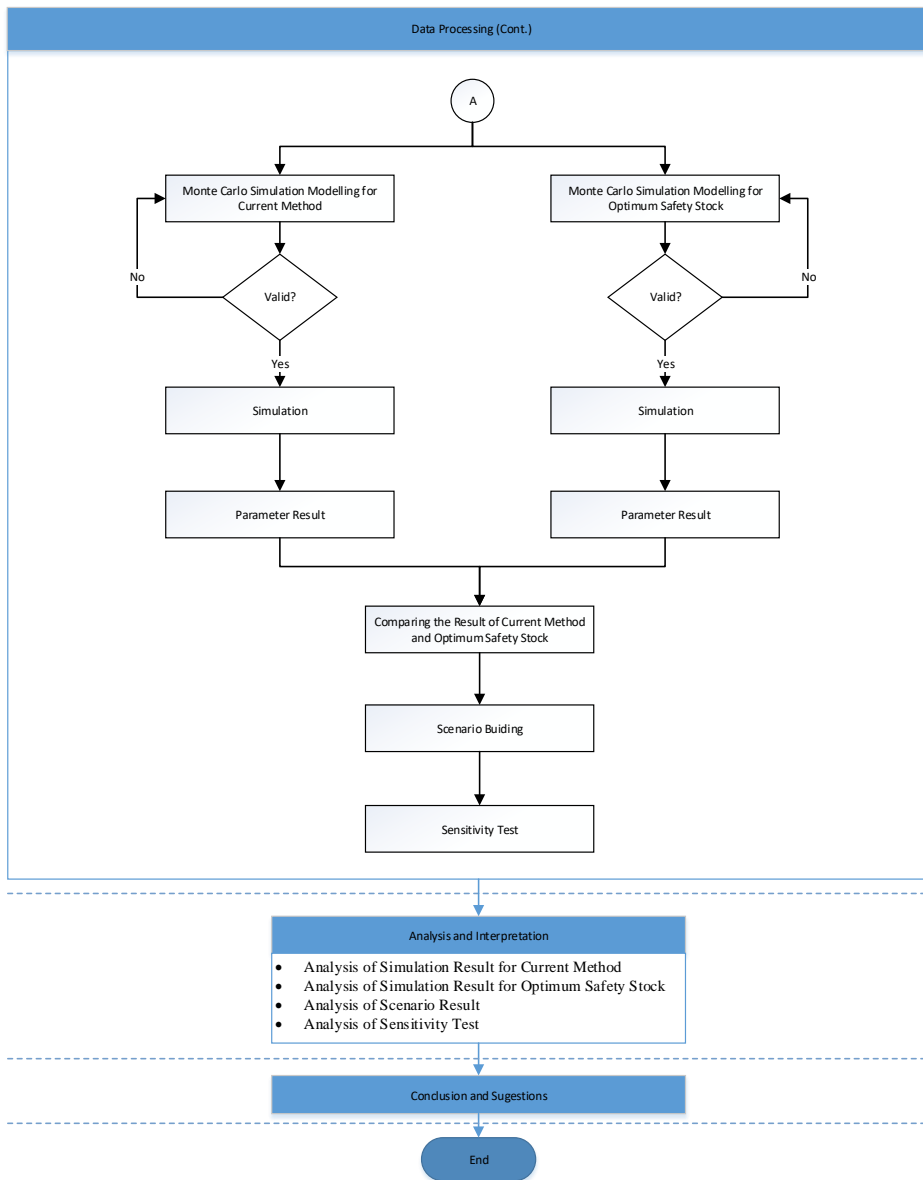 Data Processing (Cont.)
A
Monte Carlo Simulation Modelling for
Current Method
Monte Carlo Simulation Modelling for
Optimum Safety Stock
No
Valid?
Valid?
No
Yes
Yes
Simulation
Simulation
Parameter Result
Parameter Result
Comparing the Result of Current Method
and Optimum Safety Stock
Scenario Buiding
Sensitivity Test
Analysis and Interpretation
• Analysis of Simulation Result for Current Method
• Analysis of Simulation Result for Optimum Safety Stock
• Analysis of Scenario Result
• Analysis of Sensitivity Test
Conclusion and Sugestions
End